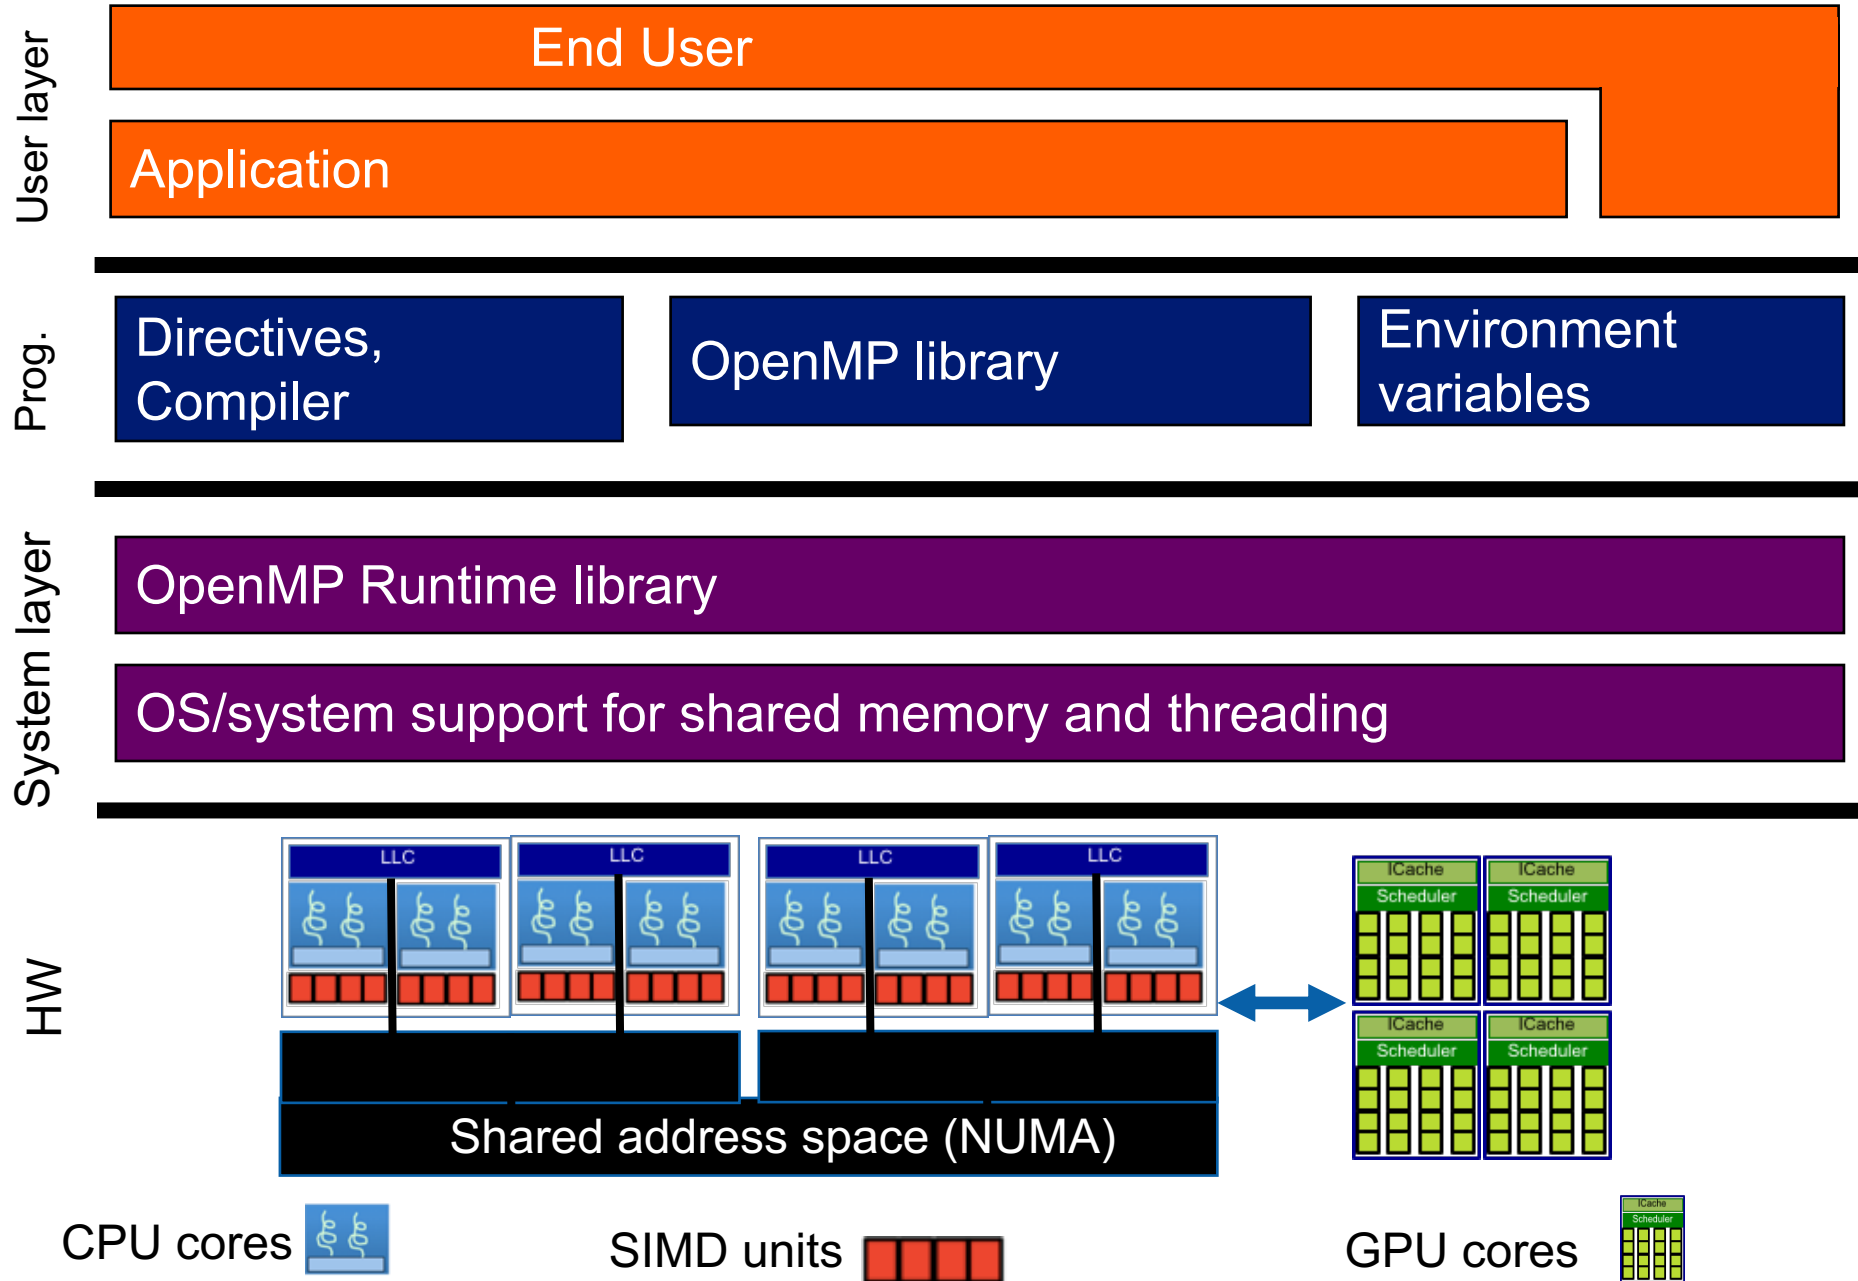 User layer
End User
Application
Prog.
Directives,
Compiler
OpenMP library
Environment
variables
System layer
OpenMP Runtime library
OS/system support for shared memory and threading
HW
LLC
LLC
LLC
LLC
ICache
Scheduler
ICache
Scheduler
ICache
Scheduler
ICache
Scheduler
Shared address space (NUMA)
CPU cores
SIMD units
GPU cores
ICache
Scheduler